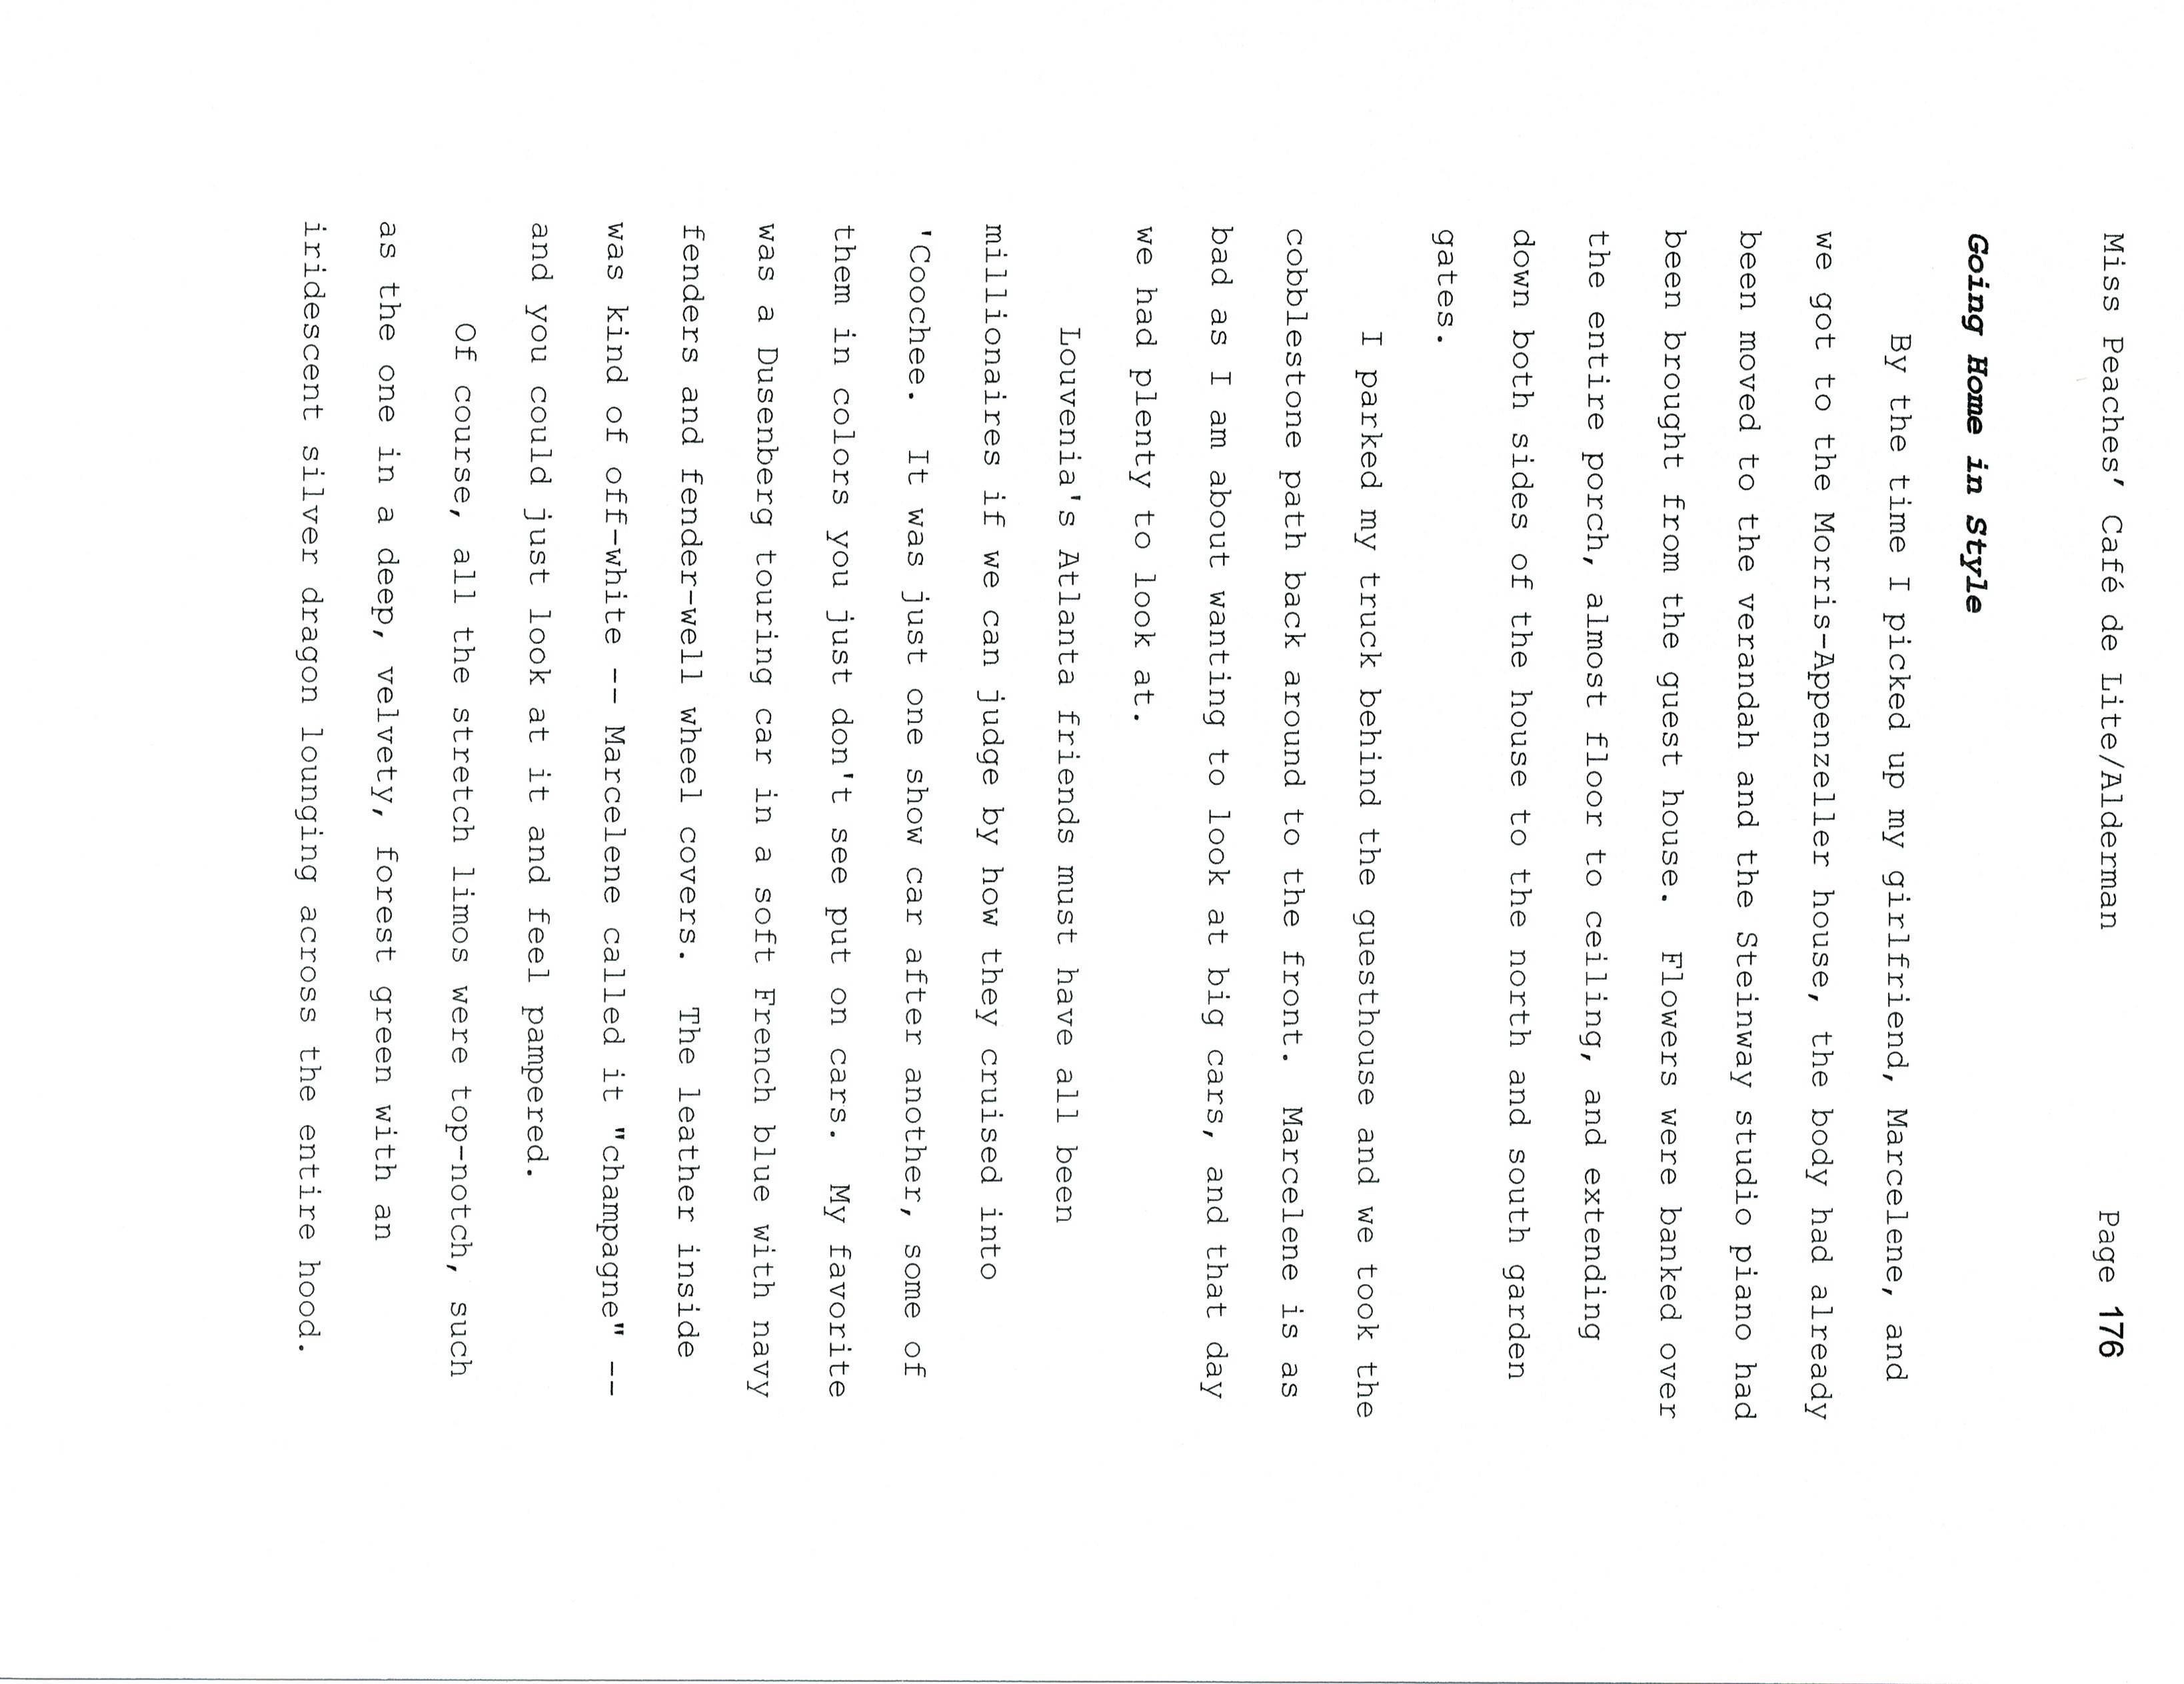 Miss Peaches’ Café de Lite/Alderman Page 176
Going Home in Style
By the time I picked up my girlfriend, Marcelene, and
we got to the Morris-Appenzeller house, the body had already
been moved to the verandah and the Steinway studio piano had
been brought from the guest house. Flowers were banked over
the entire porch, almost floor to ceiling, and extending
down both sides of the house to the north and south garden
gates.
I parked my truck behind the guesthouse and we took the
cobblestone path back around to the front. Marcelene is as
bad as I am about wanting to look at big cars, and that day
we had plenty to look at.
Louvenia's Atlanta friends must have all been
millionaires if we can judge by how they cruised into
'Coochee. It was just one show car after another, some of
them in colors you just don't see put on cars. My favorite
was a Dusenberg touring car in a soft French blue with navy
fenders and fender-well wheel covers. The leather inside
was kind of off-white -- Marcelene called it "champagne" --
and you could just look at it and feel pampered.
Of course, all the stretch limos were top-notch, such
as the one in a deep, velvety, forest green with an
iridescent silver dragon lounging across the entire hood.